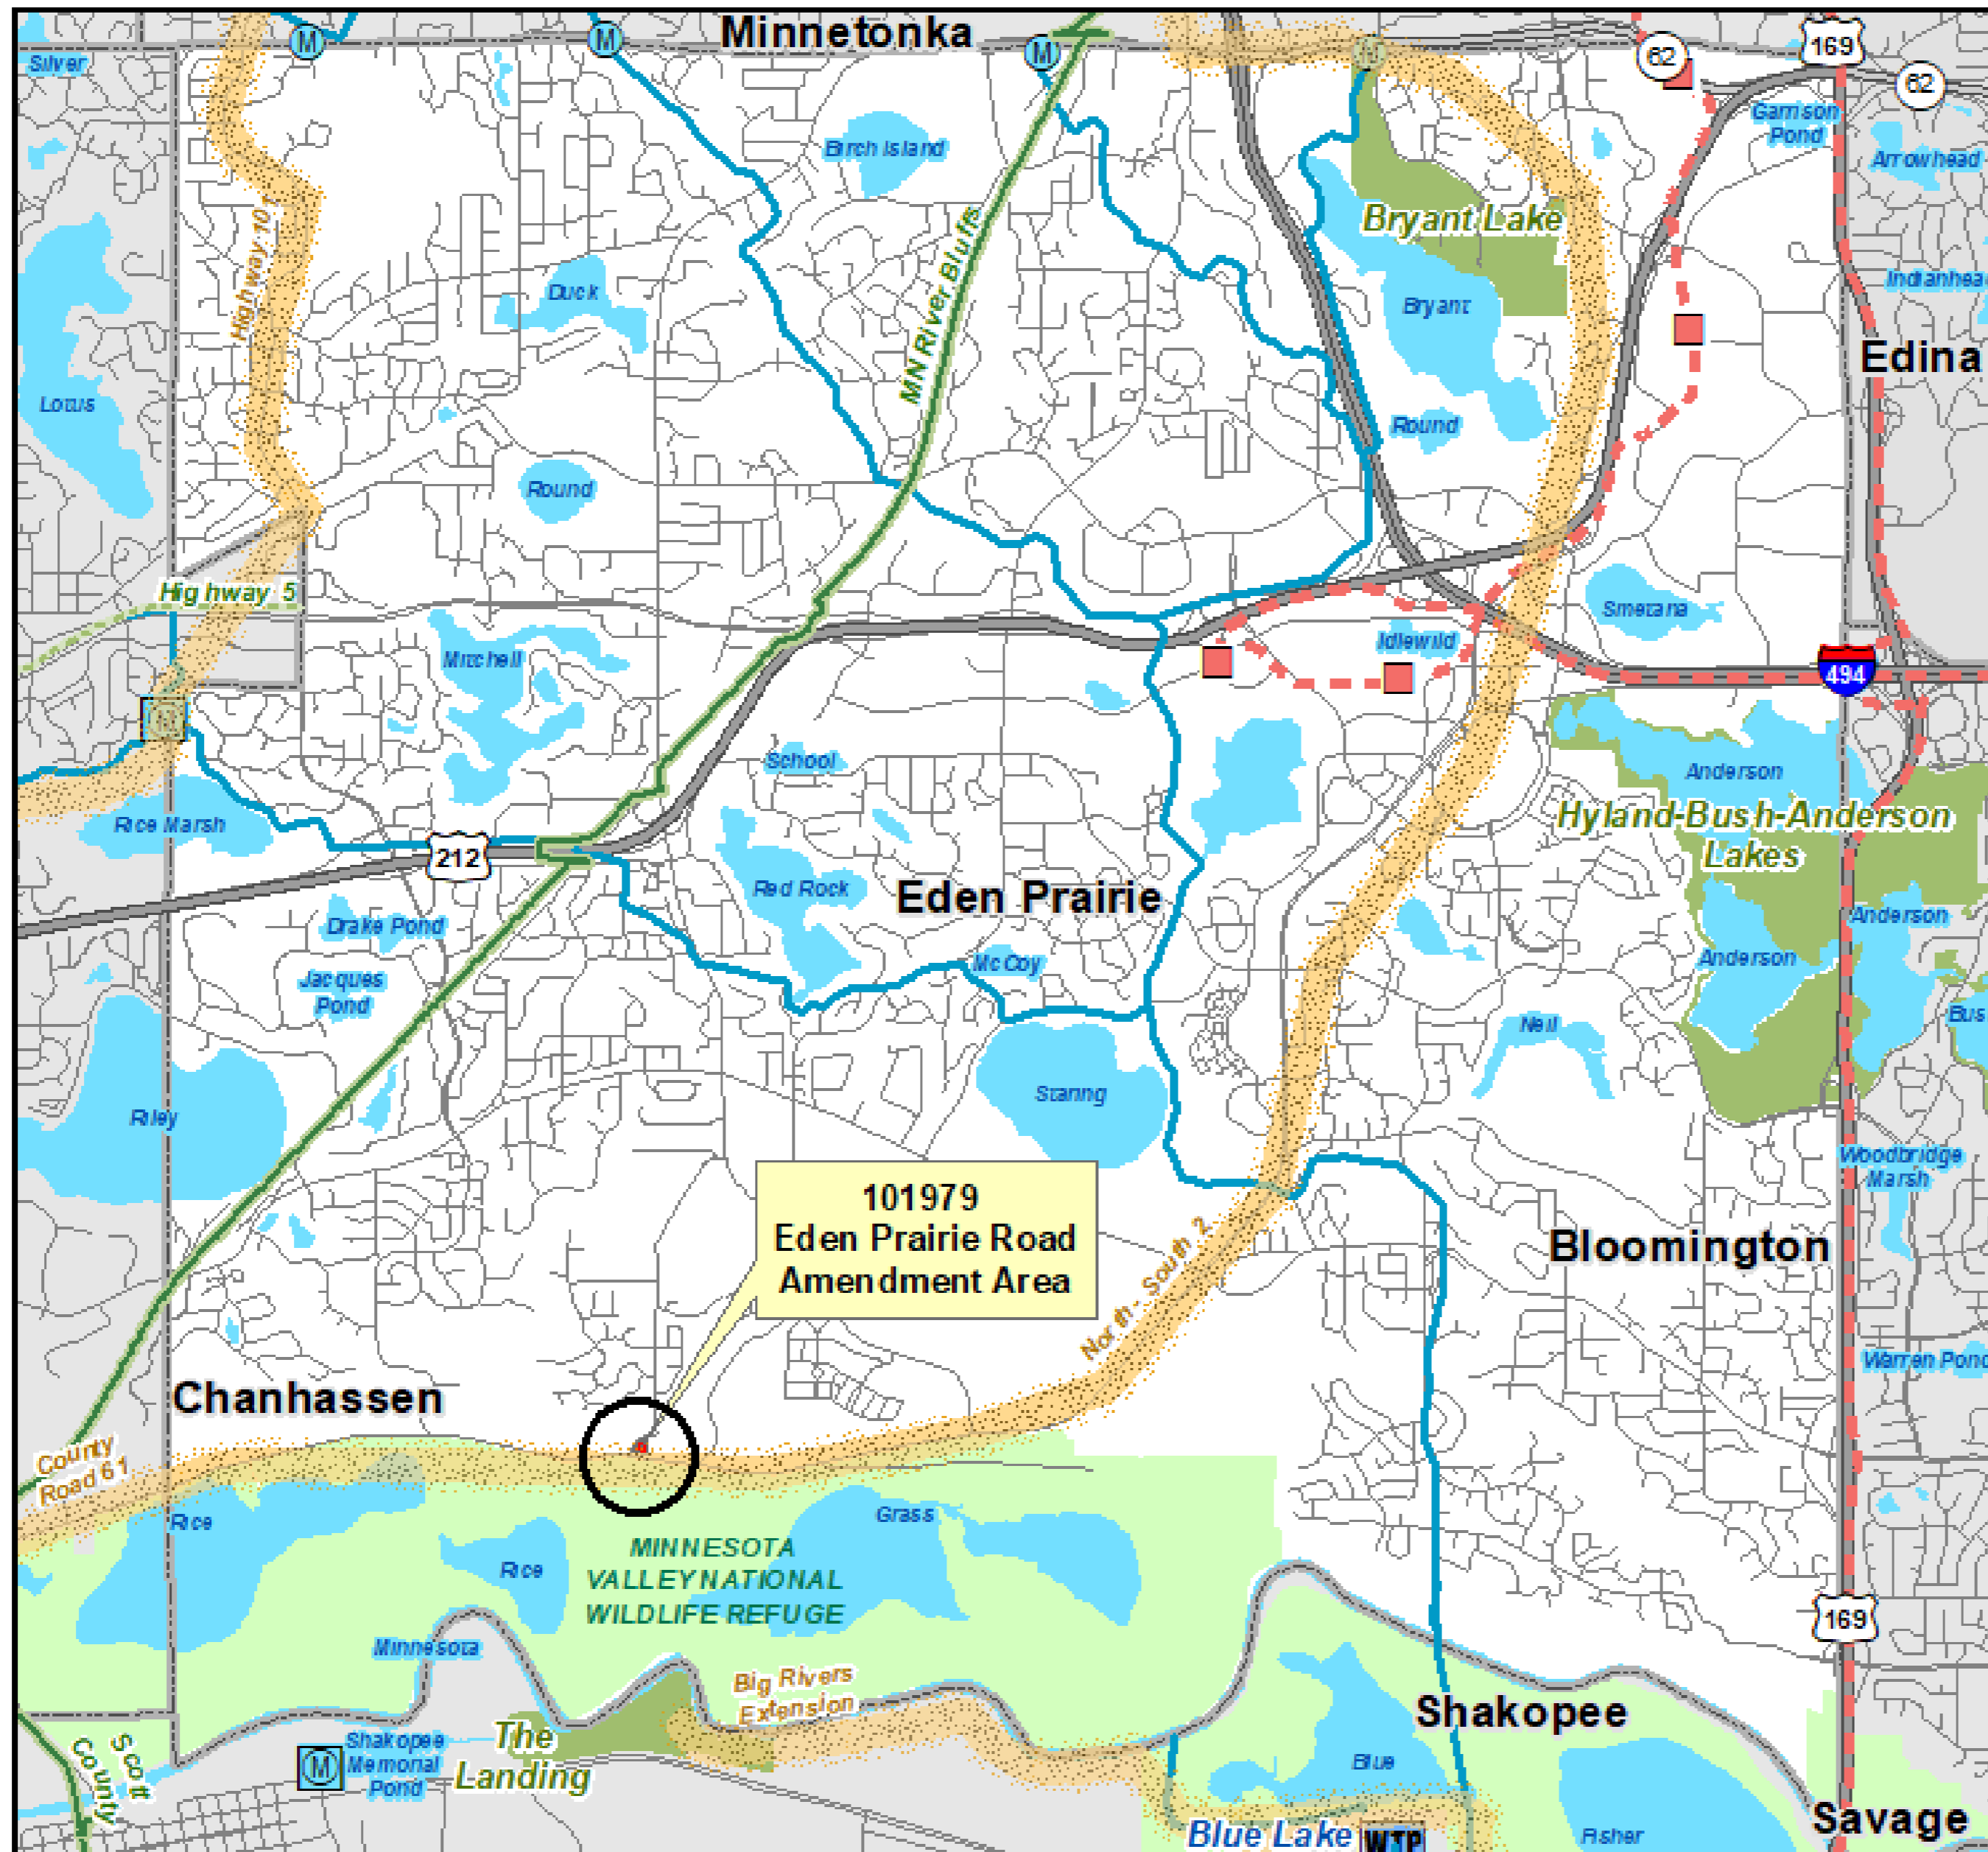 Minnetonka
M
M
M
M
62
169
62
Silver
Garrison
Pond
Arrowhead
Birch Island
Bryant Lake
Highway 101
MN River Bluffs
Duck
Bryant
Indianhea
Edina
Lotus
Round
Round
Highway 5
Smetana
Mitchell
Idlewild
494
M
School
Anderson
Rice Marsh
Hyland-Bush-Anderson
Lakes
212
Red Rock
Eden Prairie
Drake Pond
Anderson
McCoy
Anderson
Jacques
Pond
Bus
Neil
Staring
Riley
Woodbridge
Marsh
101979
Eden Prairie Road
Amendment Area
North - South 2
Bloomington
Warren Pond
Chanhassen
County
Road 61
Rice
Grass
Rice
MINNESOTA
VALLEY NATIONAL
WILDLIFE REFUGE
169
Minnesota
Big Rivers
Extension
Shakopee
The
Landing
Shakopee
Memorial
Pond
M
Scott
County
Blue
Blue Lake
WTP
Fisher
Savage